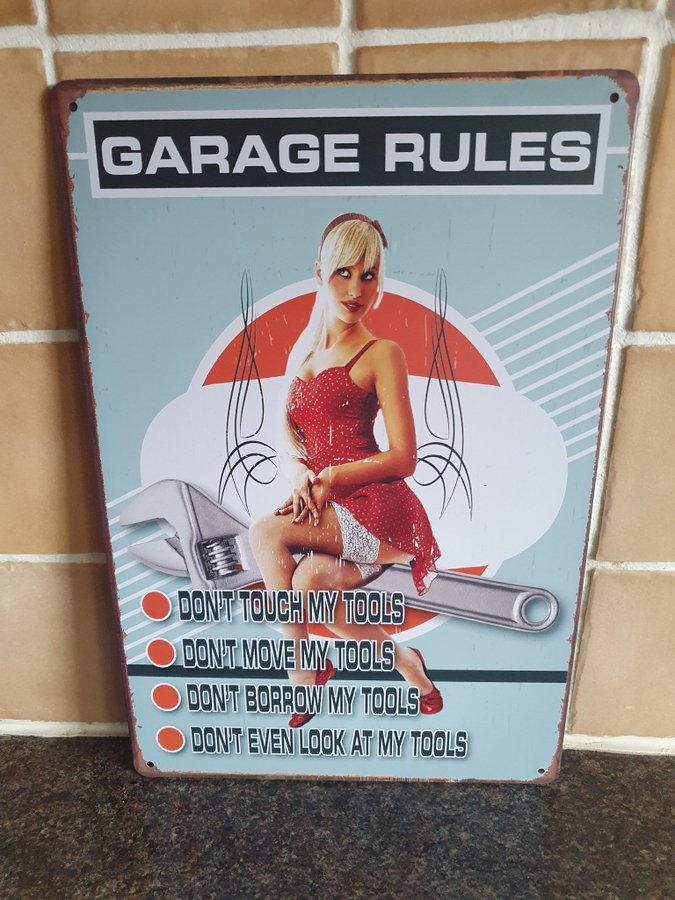 GARAGE RULES
DON'T TOUCH MY TOOLS
DON'T MOVE MY TOOLS
DON'T BORROW MY TOOLS
DON'T EVEN LOOK AT MY TOOLS